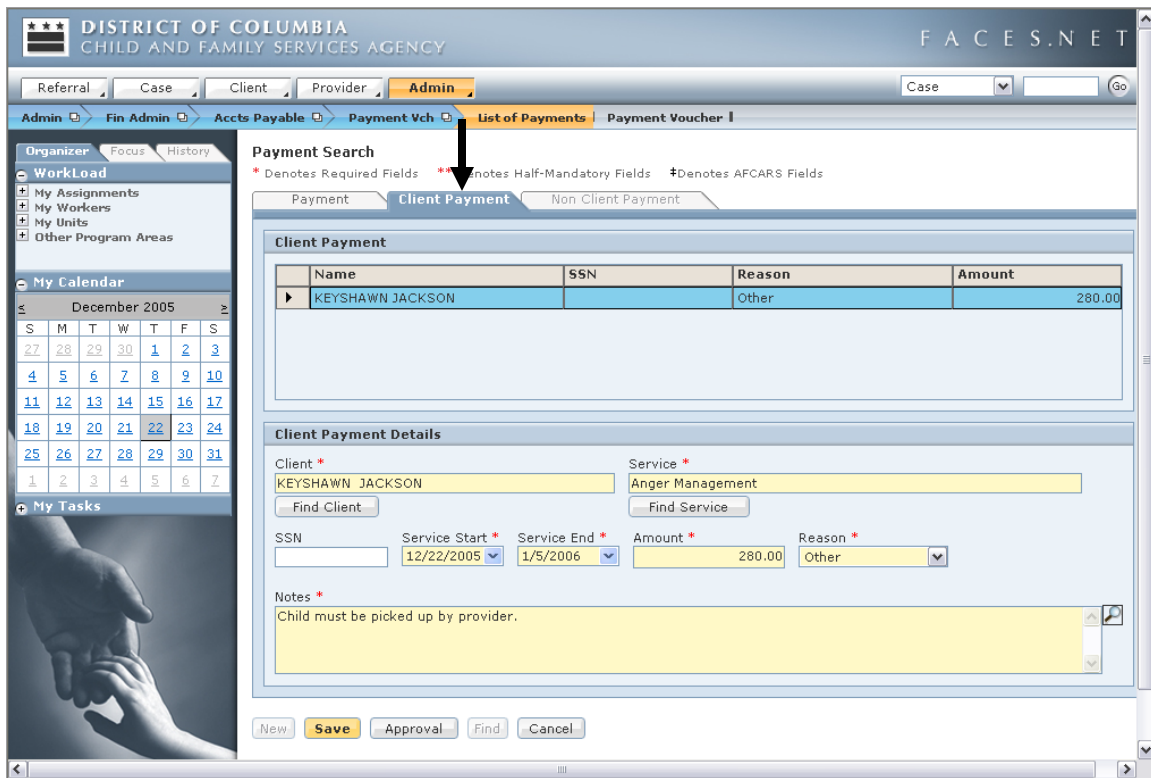 DISTRICT OF COLUMBIA
CHILD AND FAMILY SERVICES AGENCY
FACES.NET
Referral Case Client Provider Admin Case Go
Admin Fin Admin Accts Payable Payment Vch List of Payments Payment Voucher
Organizer Focus History
WorkLoad
My Assignments
My Workers
My Units
Other Program Areas
My Calendar
< December 2005 >
S M T W T F S
27 28 29 30 1 2 3
4 5 6 7 8 9 10
11 12 13 14 15 16 17
18 19 20 21 22 23 24
25 26 27 28 29 30 31
1 2 3 4 5 6 7
My Tasks
Payment Search
* Denotes Required Fields ** enotes Half-Mandatory Fields ‡Denotes AFCARS Fields
Payment Client Payment Non Client Payment
Client Payment
Name SSN Reason Amount
KEYSHAWN JACKSON Other 280.00
Client Payment Details
Client * Service *
KEYSHAWN JACKSON Anger Management
Find Client Find Service
SSN Service Start * Service End * Amount * Reason *
12/22/2005 1/5/2006 280.00 Other
Notes *
Child must be picked up by provider.
New Save Approval Find Cancel